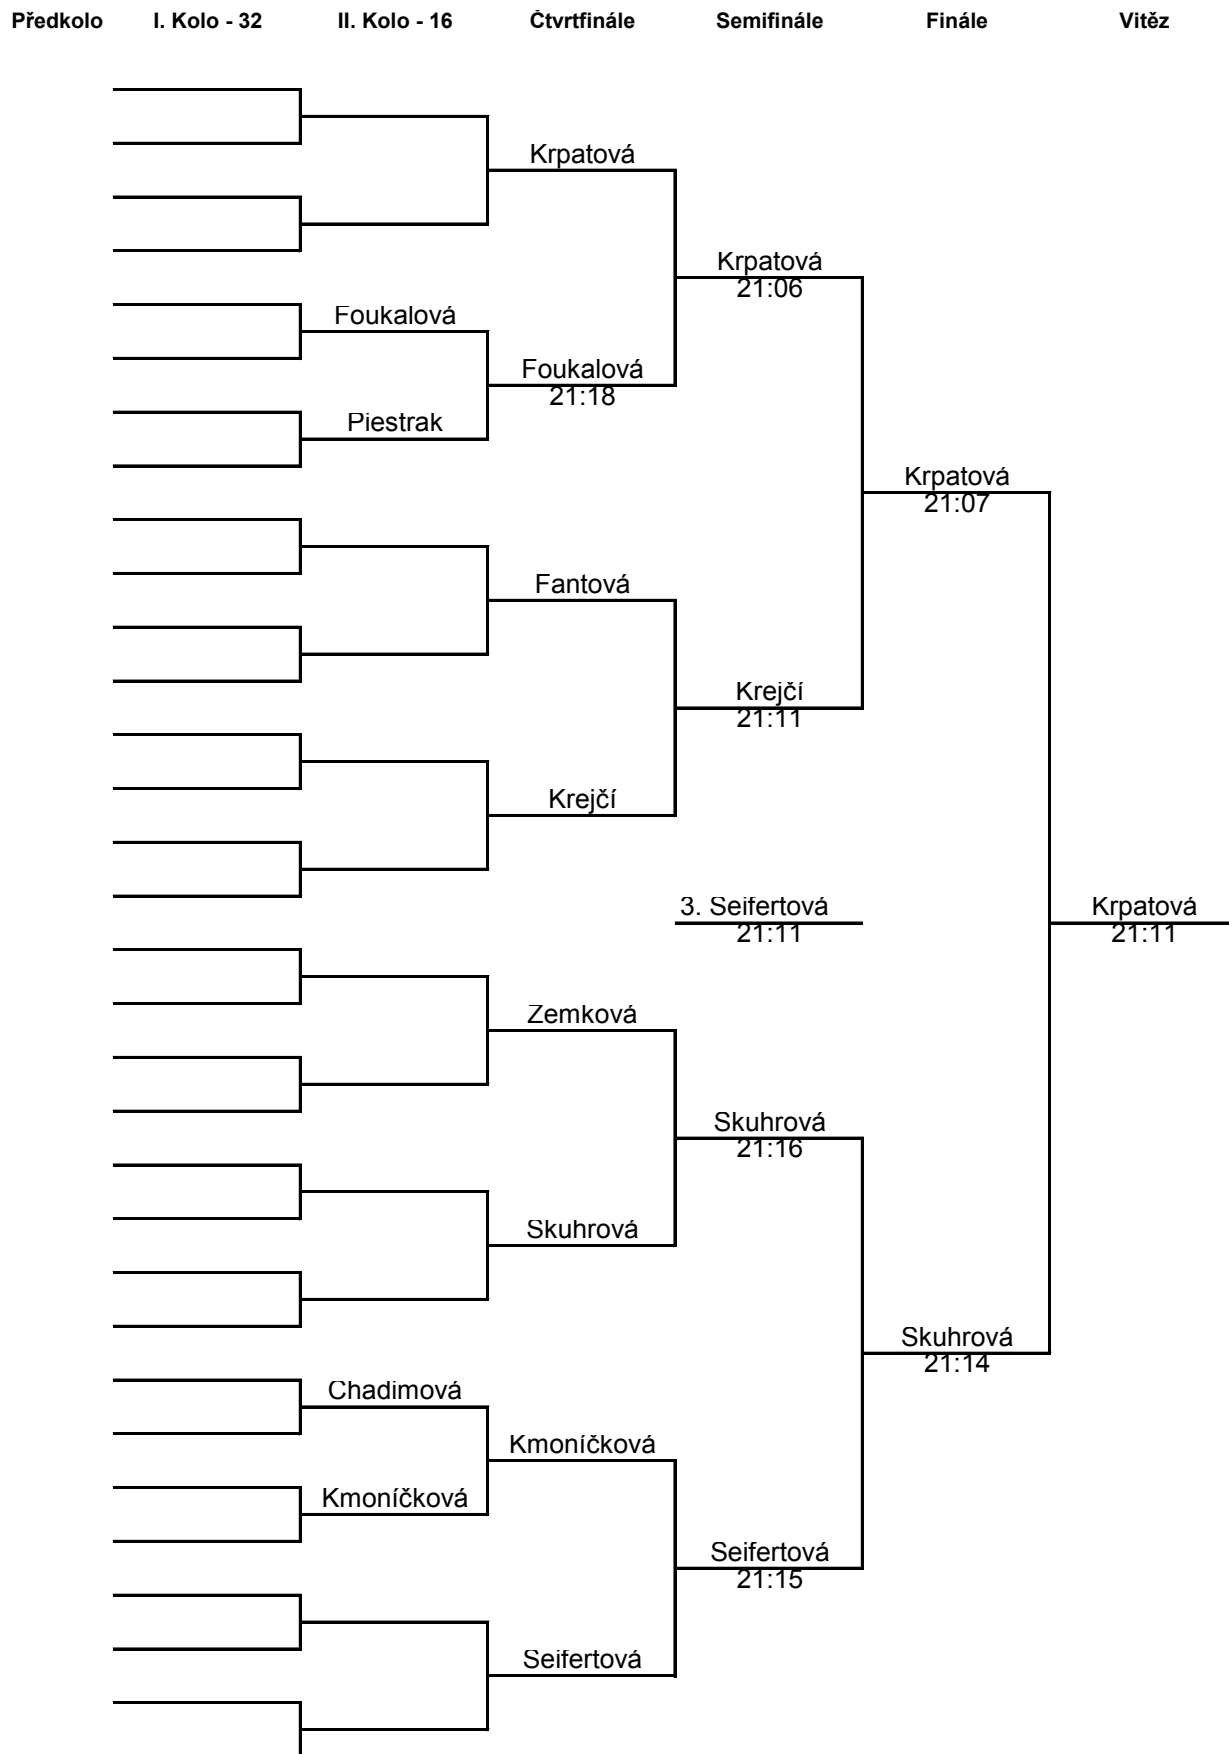 Předkolo I. Kolo - 32 II. Kolo - 16 Čtvrtfinále Semifinále Finále Vitěz
Krpatová
Krpatová
21:06
Foukalová
Foukalová
21:18
Piestrak
Krpatová
21:07
Fantová
Krejčí
21:11
Krejčí
3. Seifertová
21:11
Krpatová
21:11
Zemková
Skuhrová
21:16
Skuhrová
Skuhrová
21:14
Chadimová
Kmoníčková
Kmoníčková
Seifertová
21:15
Seifertová